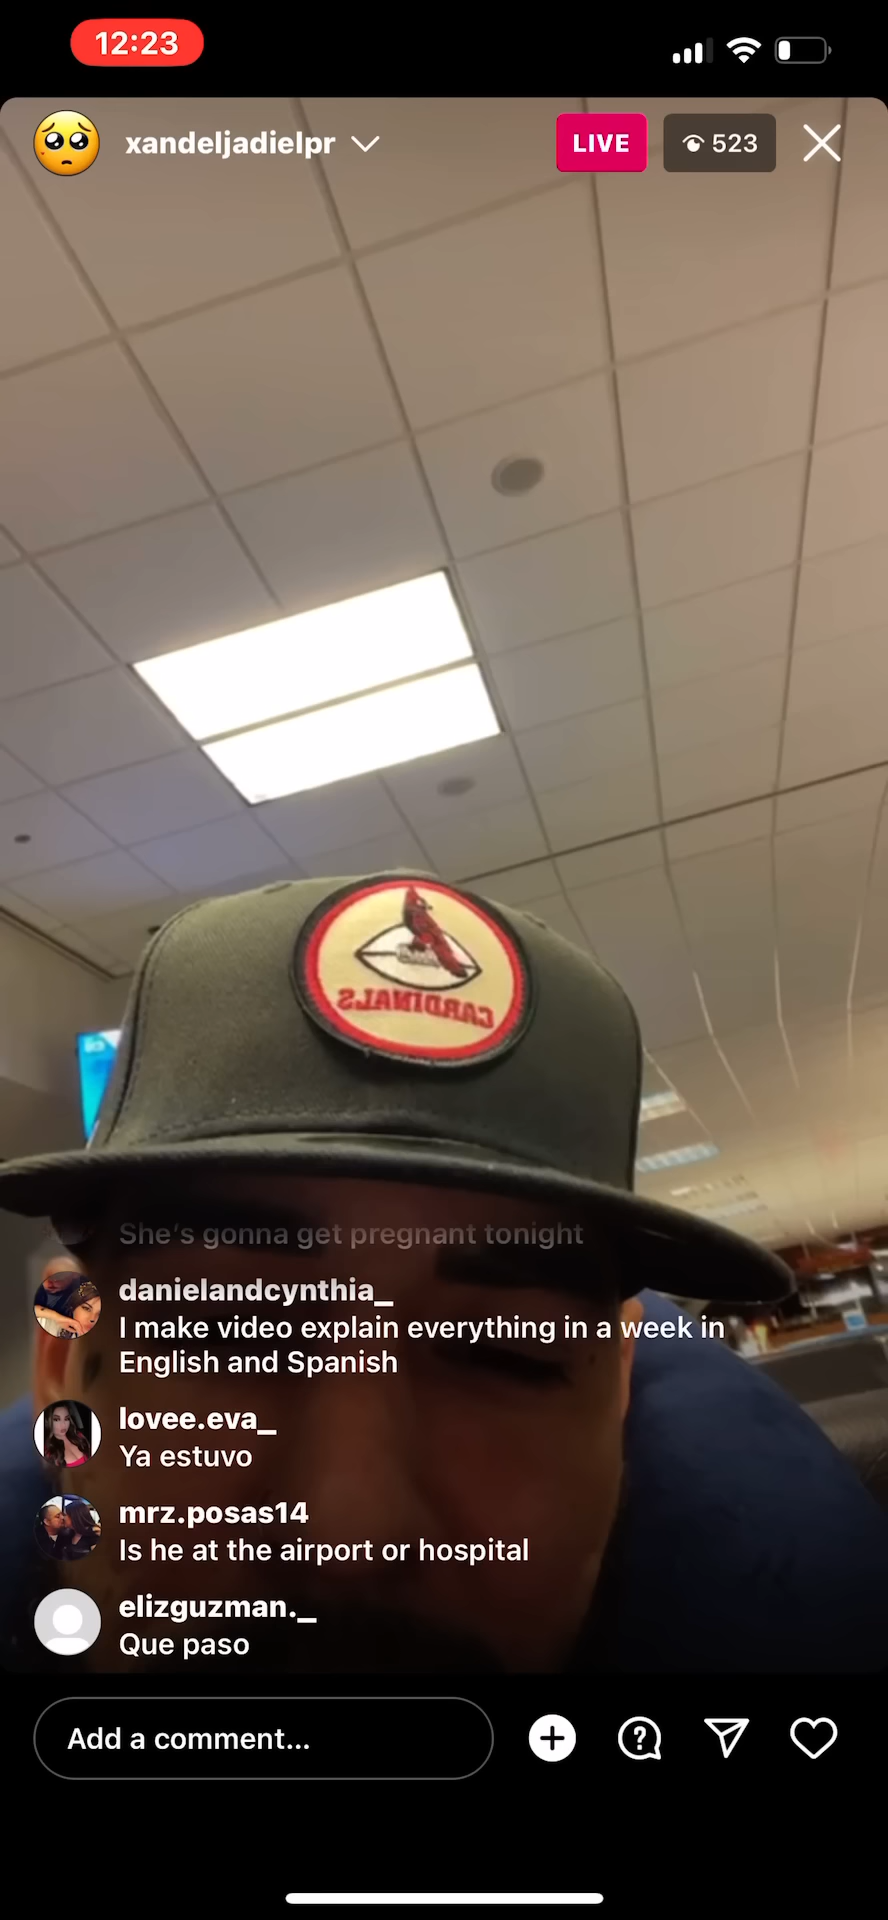 12:23
xandeljadielpr
LIVE
523
CARDINALS
She's gonna get pregnant tonight
danielandcynthia_
I make video explain everything in a week in
English and Spanish
lovee.eva_
Ya estuvo
mrz.posas14
Is he at the airport or hospital
elizguzman._
Que paso
Add a comment...